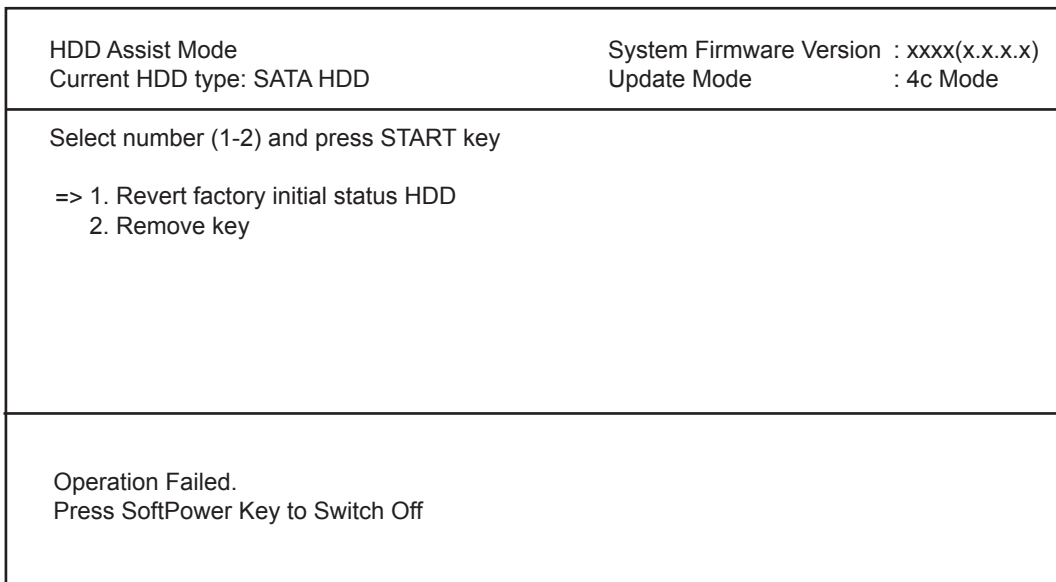 HDD Assist Mode
Current HDD type: SATA HDD
System Firmware Version : xxxx(x.x.x.x)
Update Mode : 4c Mode
Select number (1-2) and press START key
=> 1. Revert factory initial status HDD
2. Remove key
Operation Failed.
Press SoftPower Key to Switch Off